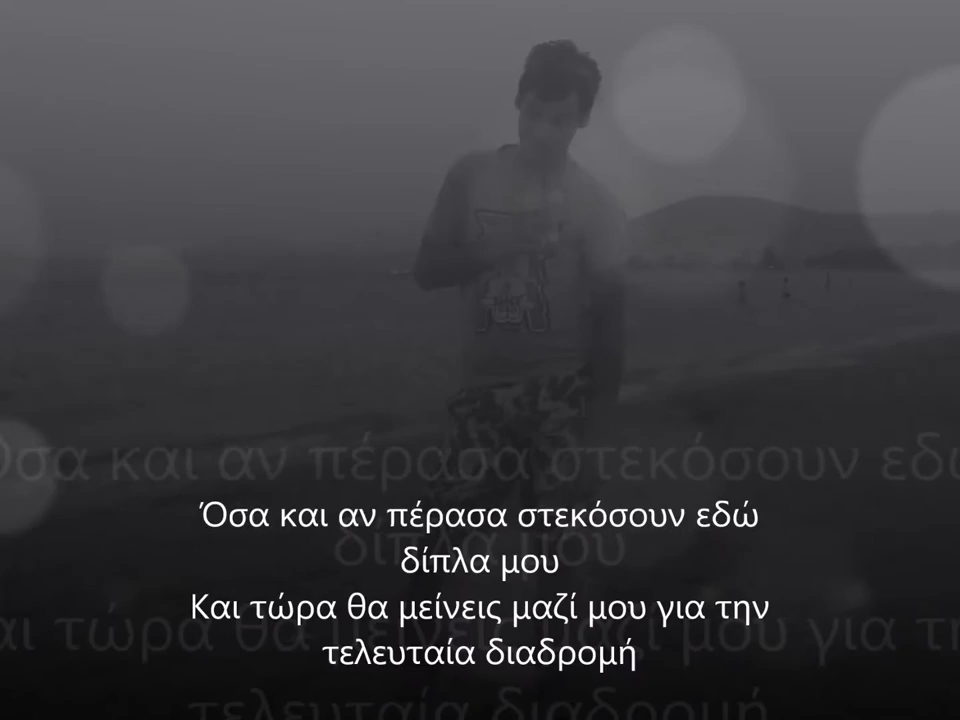 Όσα και αν πέρασα στεκόσουν εδώ
δίπλα μου
Και τώρα θα μείνεις μαζί μου για την
τελευταία διαδρομή